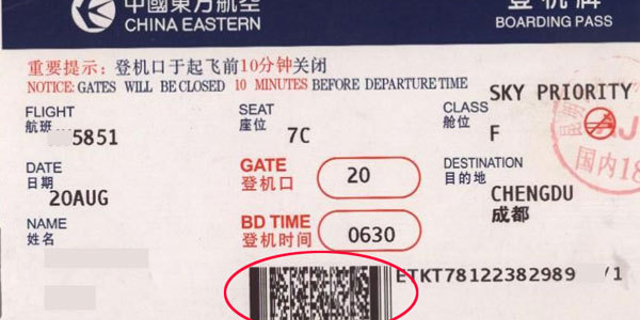 中國東方航空
CHINA EASTERN
登机牌
BOARDING PASS
重要提示：登机口于起飞前10分钟关闭
NOTICE: GATES WILL BE CLOSED 10 MINUTES BEFORE DEPARTURE TIME
SKY PRIORITY
FLIGHT
航班
5851
SEAT
座位
7C
CLASS
舱位
F
DATE
日期
20AUG
GATE
登机口
20
DESTINATION
目的地
CHENGDU
成都
NAME
姓名
BD TIME
登机时间
0630
ETKT78122382989 /1
国内18